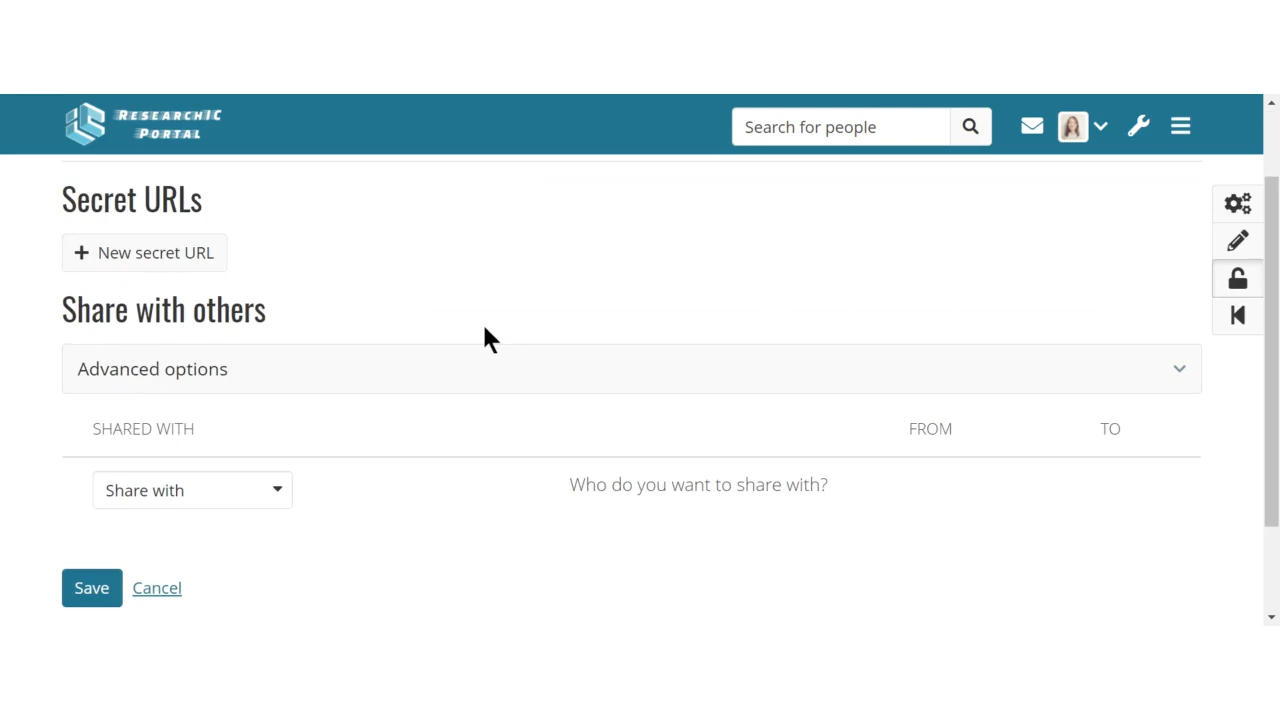 RESEARCHIC
PORTAL
Search for people
Secret URLs
New secret URL
Share with others
Advanced options
SHARED WITH FROM TO
Share with
Who do you want to share with?
Save Cancel